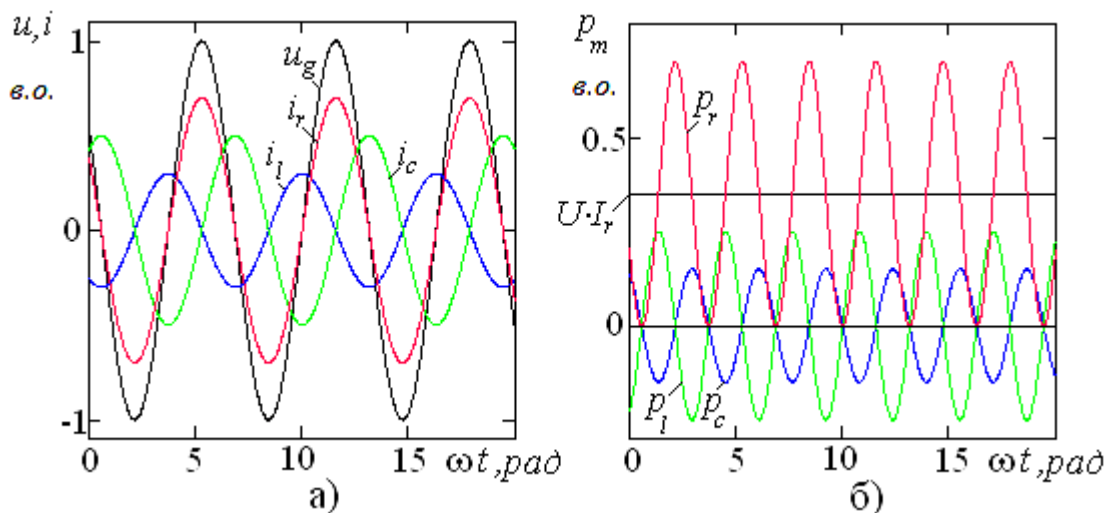 u,i
в.о.
1
0
-1
u_g
i_r
i_l
i_c
0 5 10 15 ωt,рад
а)
p_m
в.о.
0.5
U·I_r
0
p_r
p_l p_c
0 5 10 15 ωt,рад
б)